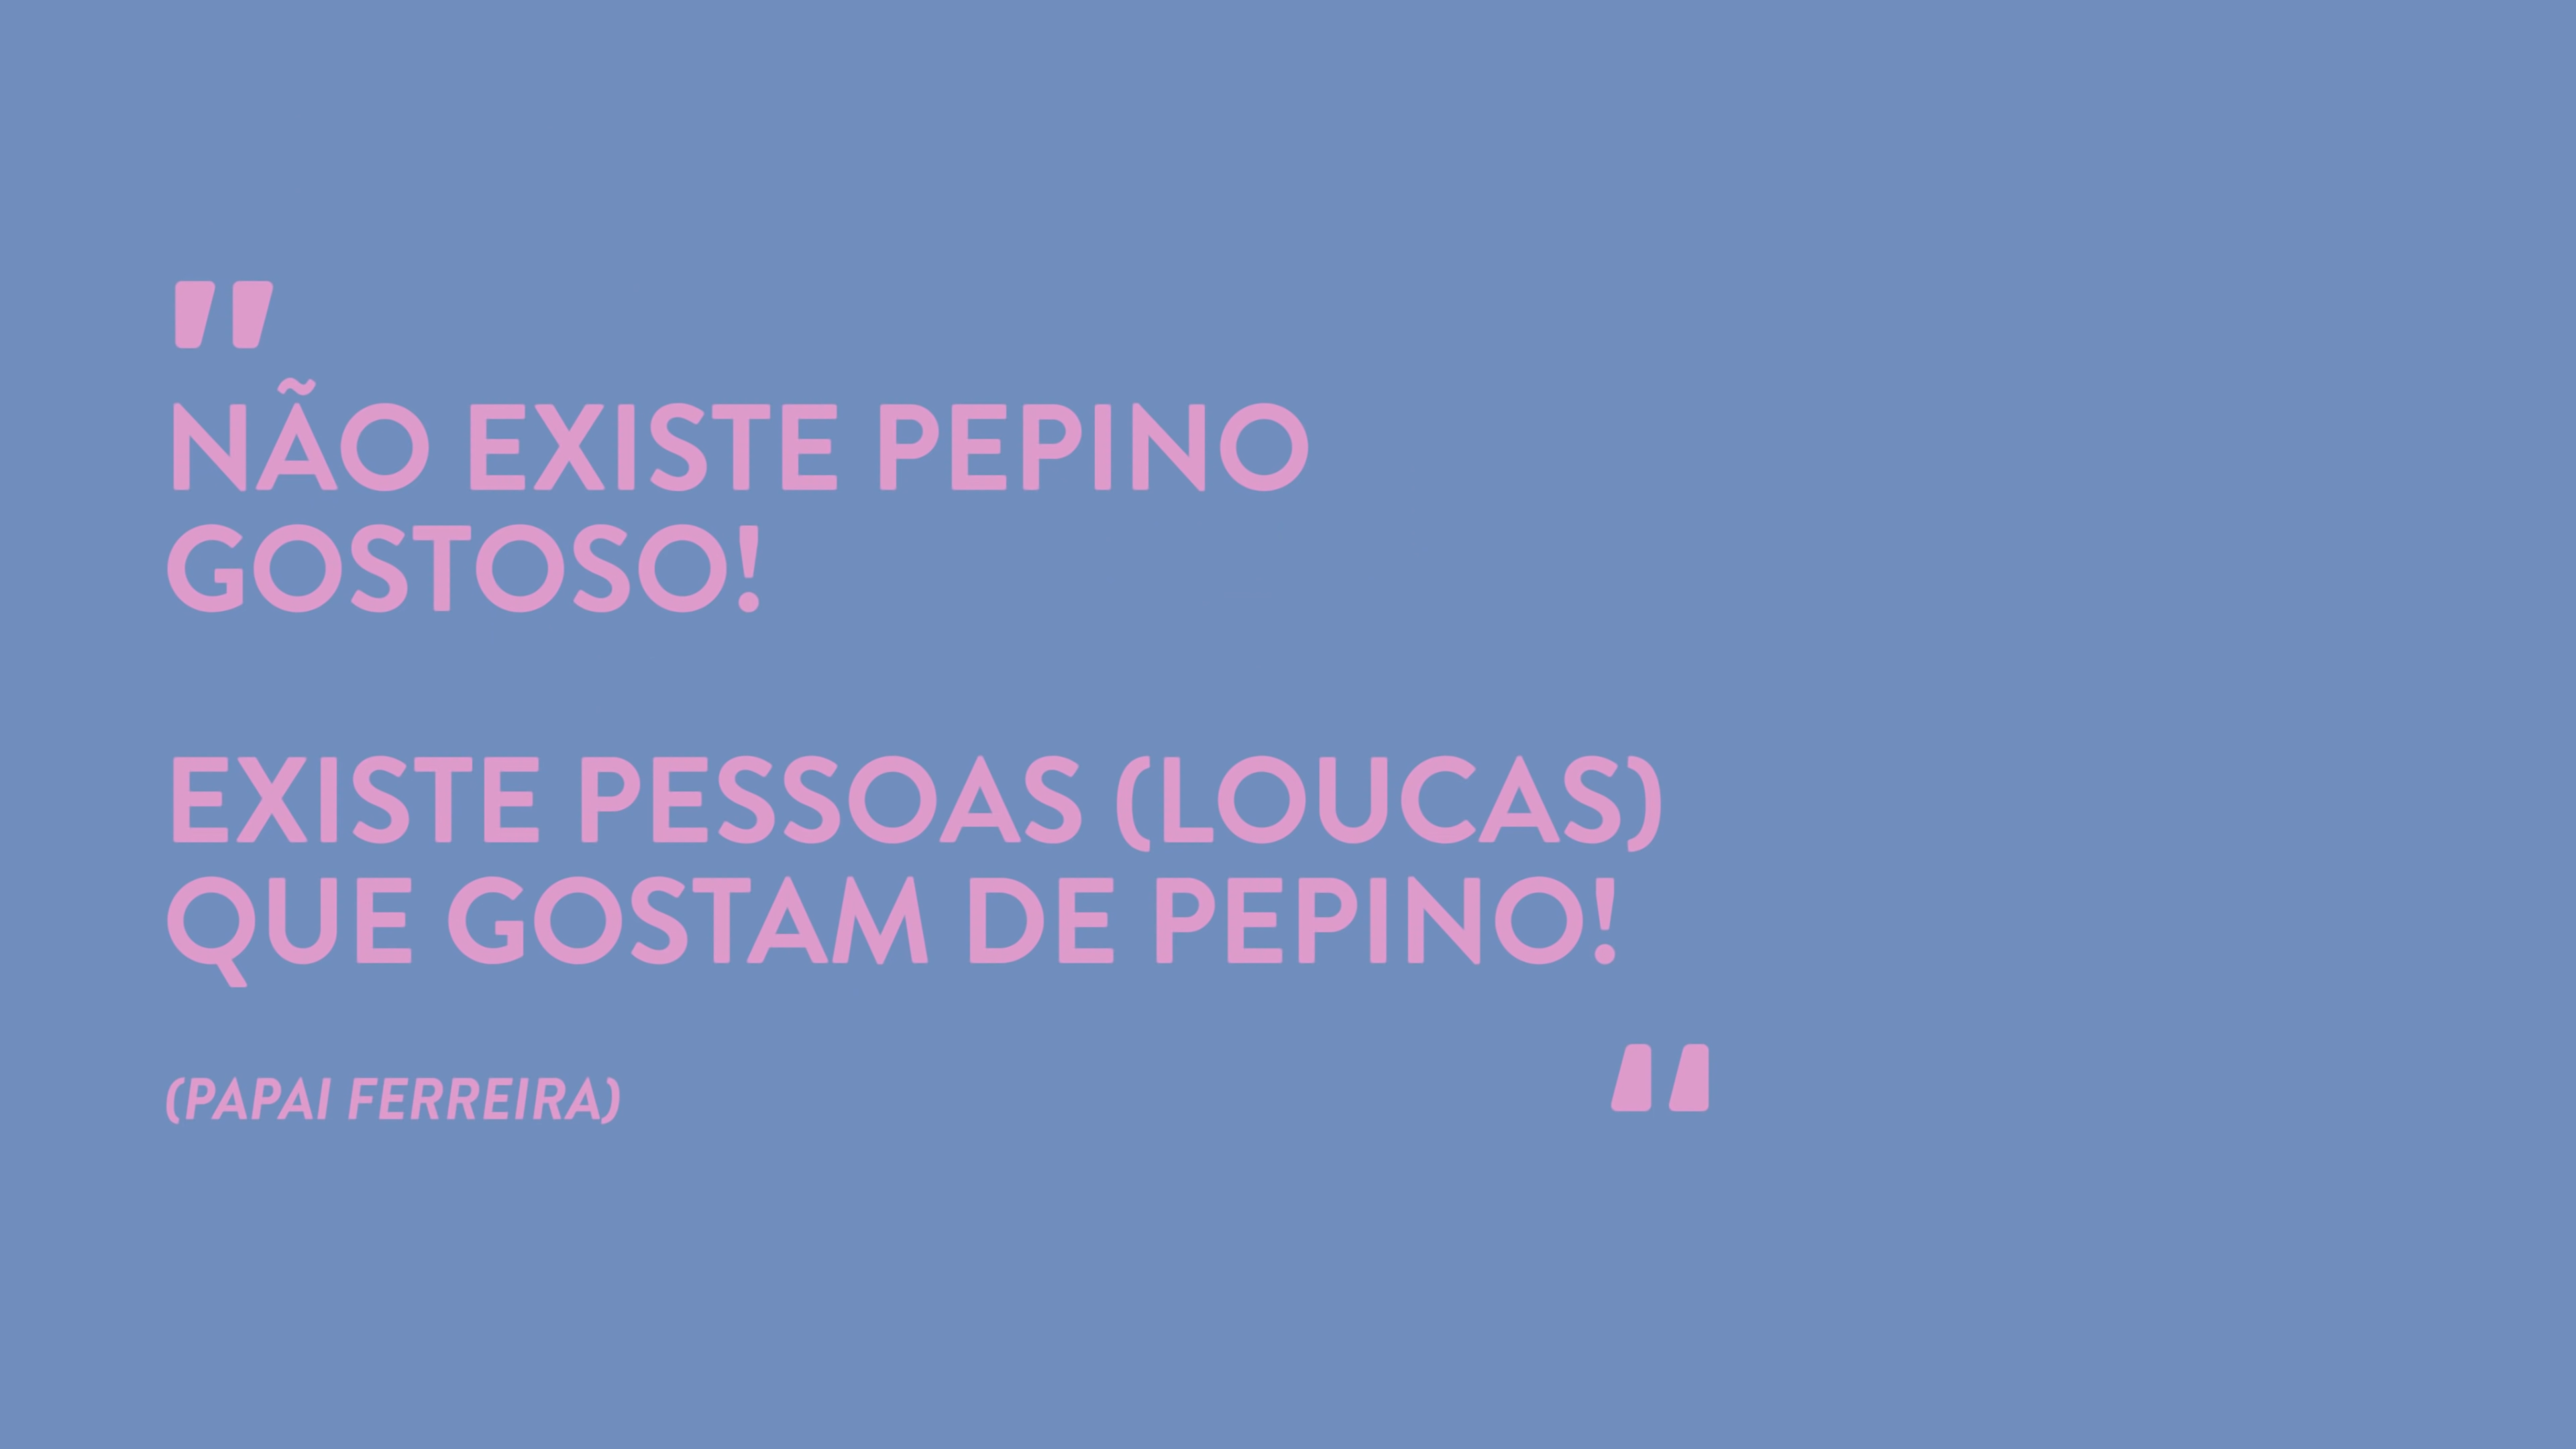 "
NÃO EXISTE PEPINO
GOSTOSO!
EXISTE PESSOAS (LOUCAS)
QUE GOSTAM DE PEPINO!
"
(PAPAI FERREIRA)